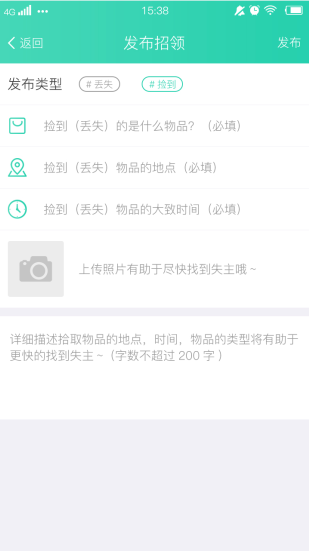 4G 15:38
返回 发布招领 发布
发布类型 # 丢失 # 捡到
捡到（丢失）的是什么物品？（必填）
捡到（丢失）物品的地点（必填）
捡到（丢失）物品的大致时间（必填）
上传照片有助于尽快找到失主哦～
详细描述拾取物品的地点，时间，物品的类型将有助于
更快的找到失主～（字数不超过 200 字 ）